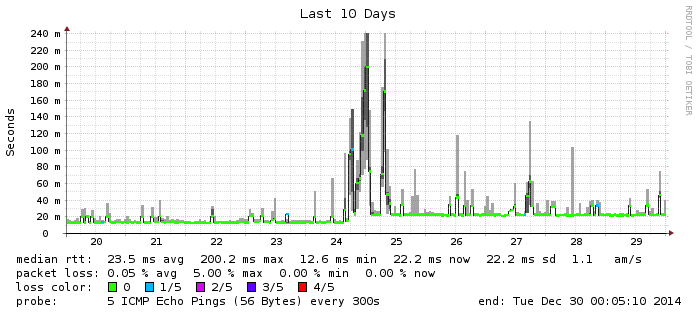 Last 10 Days
RRDTOOL / TOBI OETIKER
Seconds
240 m
220 m
200 m
180 m
160 m
140 m
120 m
100 m
80 m
60 m
40 m
20 m
0
20 21 22 23 24 25 26 27 28 29
median rtt: 23.5 ms avg 200.2 ms max 12.6 ms min 22.2 ms now 22.2 ms sd 1.1 am/s
packet loss: 0.05 % avg 5.00 % max 0.00 % min 0.00 % now
loss color: 0 1/5 2/5 3/5 4/5
probe: 5 ICMP Echo Pings (56 Bytes) every 300s end: Tue Dec 30 00:05:10 2014